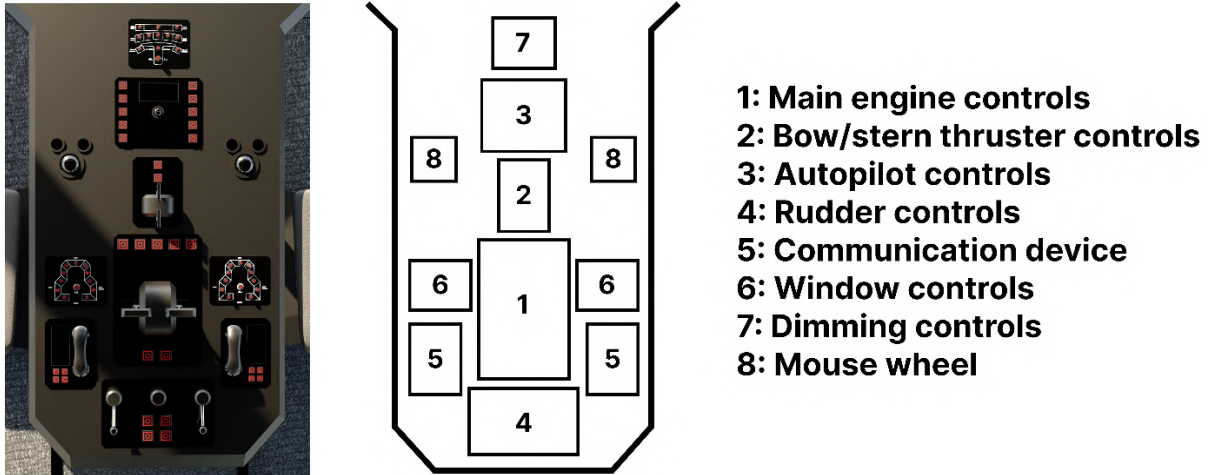 7
3
8
8
2
6
6
1
5
5
4
1: Main engine controls
2: Bow/stern thruster controls
3: Autopilot controls
4: Rudder controls
5: Communication device
6: Window controls
7: Dimming controls
8: Mouse wheel